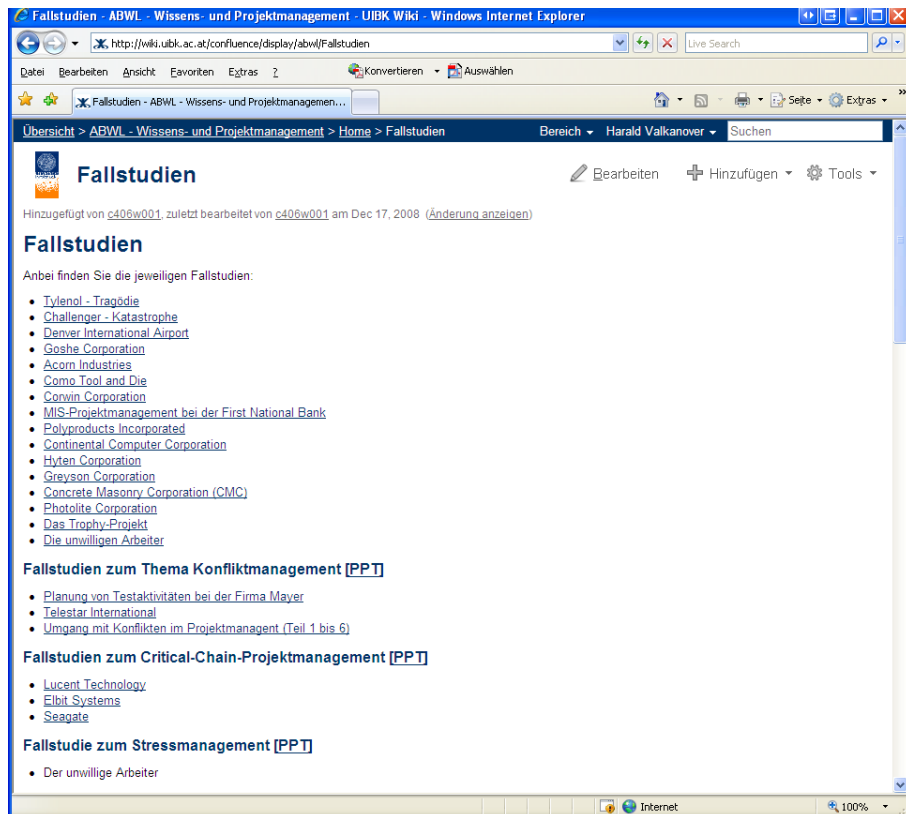 Fallstudien - ABWL - Wissens- und Projektmanagement - UIBK Wiki - Windows Internet Explorer
http://wiki.uibk.ac.at/confluence/display/abwl/Fallstudien
Live Search
Datei Bearbeiten Ansicht Favoriten Extras ? Konvertieren Auswählen
Fallstudien - ABWL - Wissens- und Projektmanagemen... Seite Extras »
Übersicht > ABWL - Wissens- und Projektmanagement > Home > Fallstudien Bereich Harald Valkanover Suchen
Fallstudien Bearbeiten Hinzufügen Tools
Hinzugefügt von c406w001, zuletzt bearbeitet von c406w001 am Dec 17, 2008 (Änderung anzeigen)
Fallstudien
Anbei finden Sie die jeweiligen Fallstudien:
• Tylenol - Tragödie
• Challenger - Katastrophe
• Denver International Airport
• Goshe Corporation
• Acorn Industries
• Como Tool and Die
• Corwin Corporation
• MIS-Projektmanagement bei der First National Bank
• Polyproducts Incorporated
• Continental Computer Corporation
• Hyten Corporation
• Greyson Corporation
• Concrete Masonry Corporation (CMC)
• Photolite Corporation
• Das Trophy-Projekt
• Die unwilligen Arbeiter
Fallstudien zum Thema Konfliktmanagement [PPT]
• Planung von Testaktivitäten bei der Firma Mayer
• Telestar International
• Umgang mit Konflikten im Projektmanagent (Teil 1 bis 6)
Fallstudien zum Critical-Chain-Projektmanagement [PPT]
• Lucent Technology
• Elbit Systems
• Seagate
Fallstudie zum Stressmanagement [PPT]
• Der unwillige Arbeiter
Internet 100%